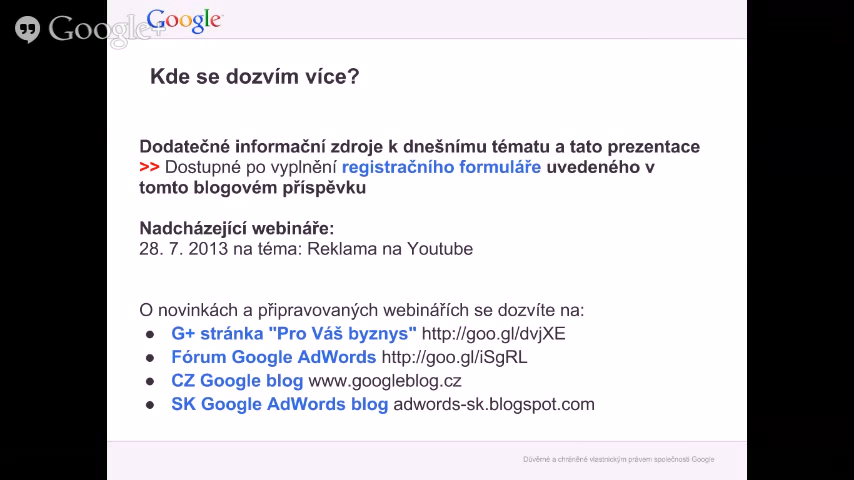 Google+
Google
Kde se dozvím více?
Dodatečné informační zdroje k dnešnímu tématu a tato prezentace
>> Dostupné po vyplnění registračního formuláře uvedeného v
tomto blogovém příspěvku
Nadcházející webináře:
28. 7. 2013 na téma: Reklama na Youtube
O novinkách a připravovaných webinářích se dozvíte na:
● G+ stránka "Pro Váš byznys" http://goo.gl/dvjXE
● Fórum Google AdWords http://goo.gl/iSgRL
● CZ Google blog www.googleblog.cz
● SK Google AdWords blog adwords-sk.blogspot.com
Důvěrné a chráněné vlastnickým právem společnosti Google